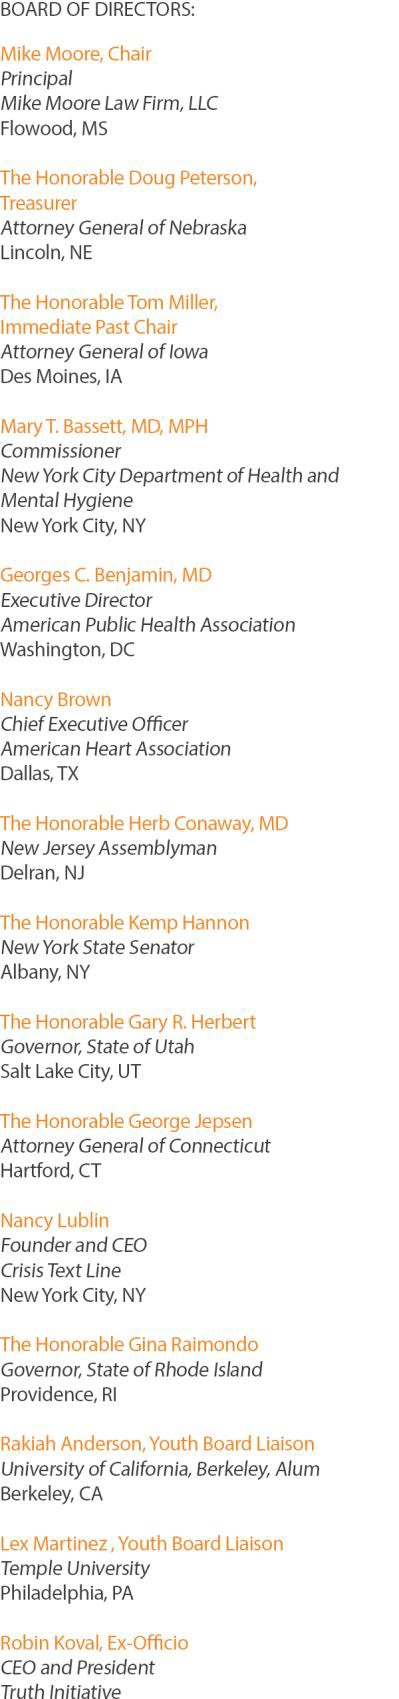 BOARD OF DIRECTORS:
Mike Moore, Chair
Principal
Mike Moore Law Firm, LLC
Flowood, MS
The Honorable Doug Peterson,
Treasurer
Attorney General of Nebraska
Lincoln, NE
The Honorable Tom Miller,
Immediate Past Chair
Attorney General of Iowa
Des Moines, IA
Mary T. Bassett, MD, MPH
Commissioner
New York City Department of Health and
Mental Hygiene
New York City, NY
Georges C. Benjamin, MD
Executive Director
American Public Health Association
Washington, DC
Nancy Brown
Chief Executive Officer
American Heart Association
Dallas, TX
The Honorable Herb Conaway, MD
New Jersey Assemblyman
Delran, NJ
The Honorable Kemp Hannon
New York State Senator
Albany, NY
The Honorable Gary R. Herbert
Governor, State of Utah
Salt Lake City, UT
The Honorable George Jepsen
Attorney General of Connecticut
Hartford, CT
Nancy Lublin
Founder and CEO
Crisis Text Line
New York City, NY
The Honorable Gina Raimondo
Governor, State of Rhode Island
Providence, RI
Rakiah Anderson, Youth Board Liaison
University of California, Berkeley, Alum
Berkeley, CA
Lex Martinez , Youth Board Liaison
Temple University
Philadelphia, PA
Robin Koval, Ex-Officio
CEO and President
Truth Initiative